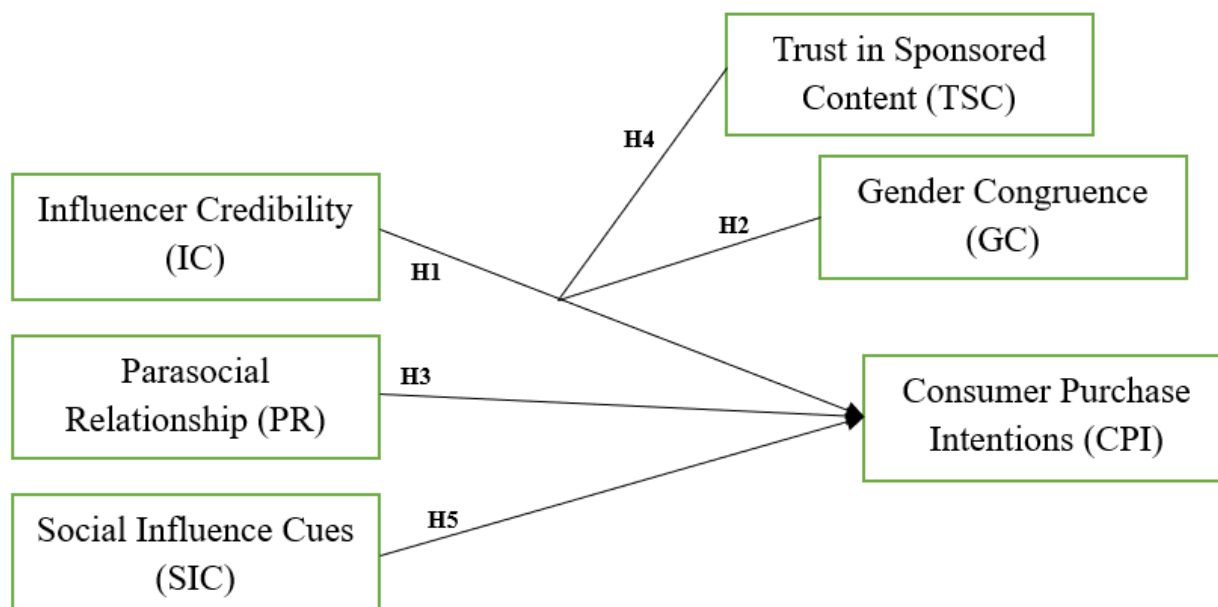 Trust in Sponsored
Content (TSC)
H4
Influencer Credibility
(IC)
Gender Congruence
(GC)
H2
H1
Parasocial
Relationship (PR)
H3
Consumer Purchase
Intentions (CPI)
Social Influence Cues
(SIC)
H5